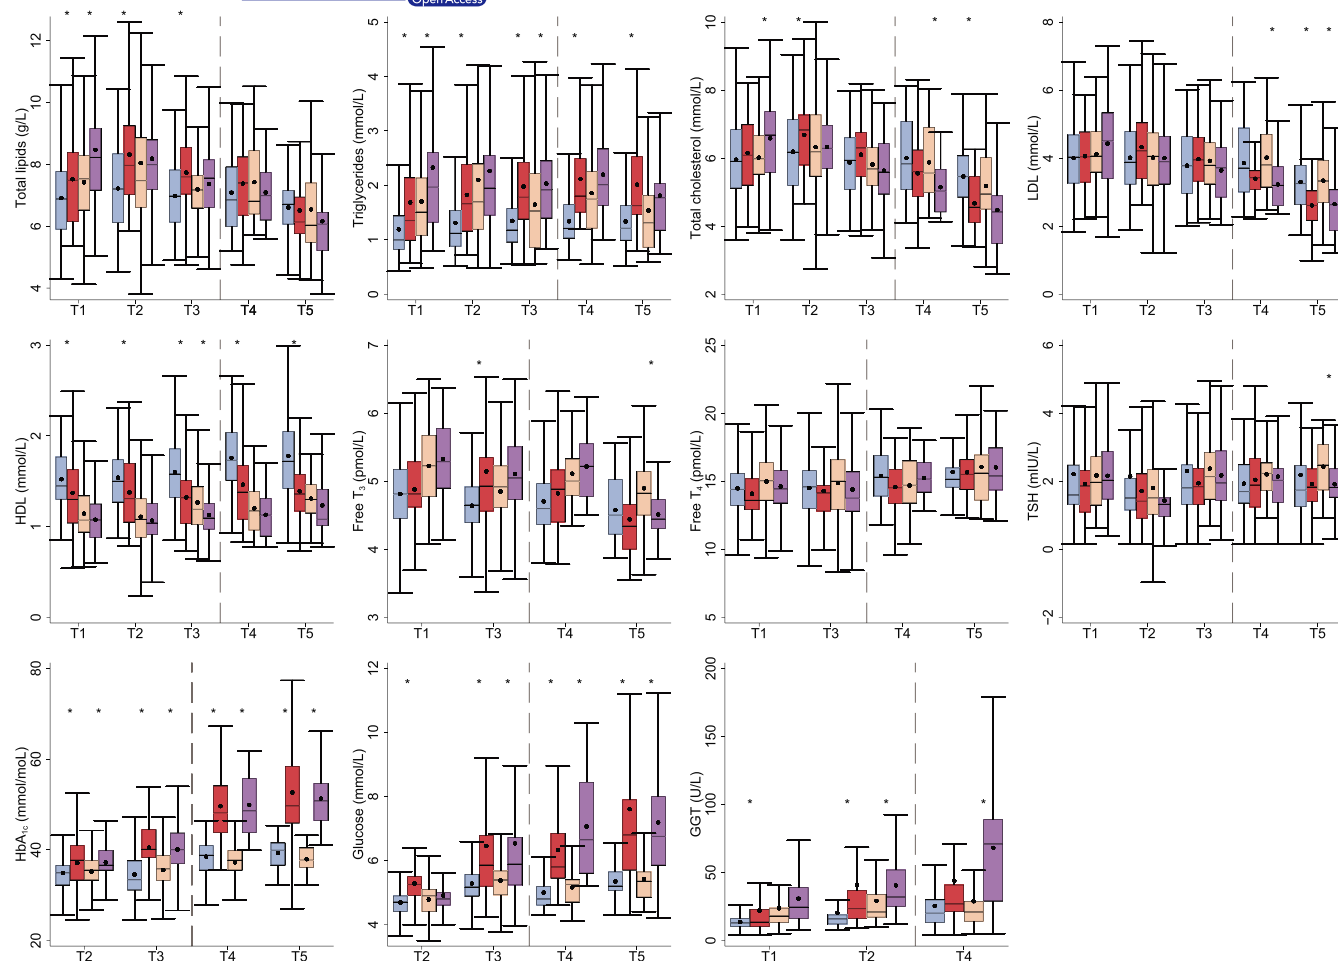 Open Access
* * * *
Total lipids (g/L)
12
10
8
6
4
T1 T2 T3 T4 T5
* * * * * * *
Triglycerides (mmol/L)
5
4
3
2
1
0
T1 T2 T3 T4 T5
* * * *
Total cholesterol (mmol/L)
10
8
6
4
2
T1 T2 T3 T4 T5
* * *
LDL (mmol/L)
8
6
4
2
0
T1 T2 T3 T4 T5
* * * * * *
HDL (mmol/L)
3
2
1
0
T1 T2 T3 T4 T5
* *
Free T3 (pmol/L)
7
6
5
4
3
T1 T3 T4 T5
Free T4 (pmol/L)
25
20
15
10
5
T1 T3 T4 T5
*
TSH (mIU/L)
6
4
2
0
−2
T1 T2 T3 T4 T5
* * * * * * * *
HbA1c (mmol/moL)
80
60
40
20
T2 T3 T4 T5
* * * * * * *
Glucose (mmol/L)
12
10
8
6
4
T2 T3 T4 T5
* * * *
GGT (U/L)
200
150
100
50
0
T1 T2 T4